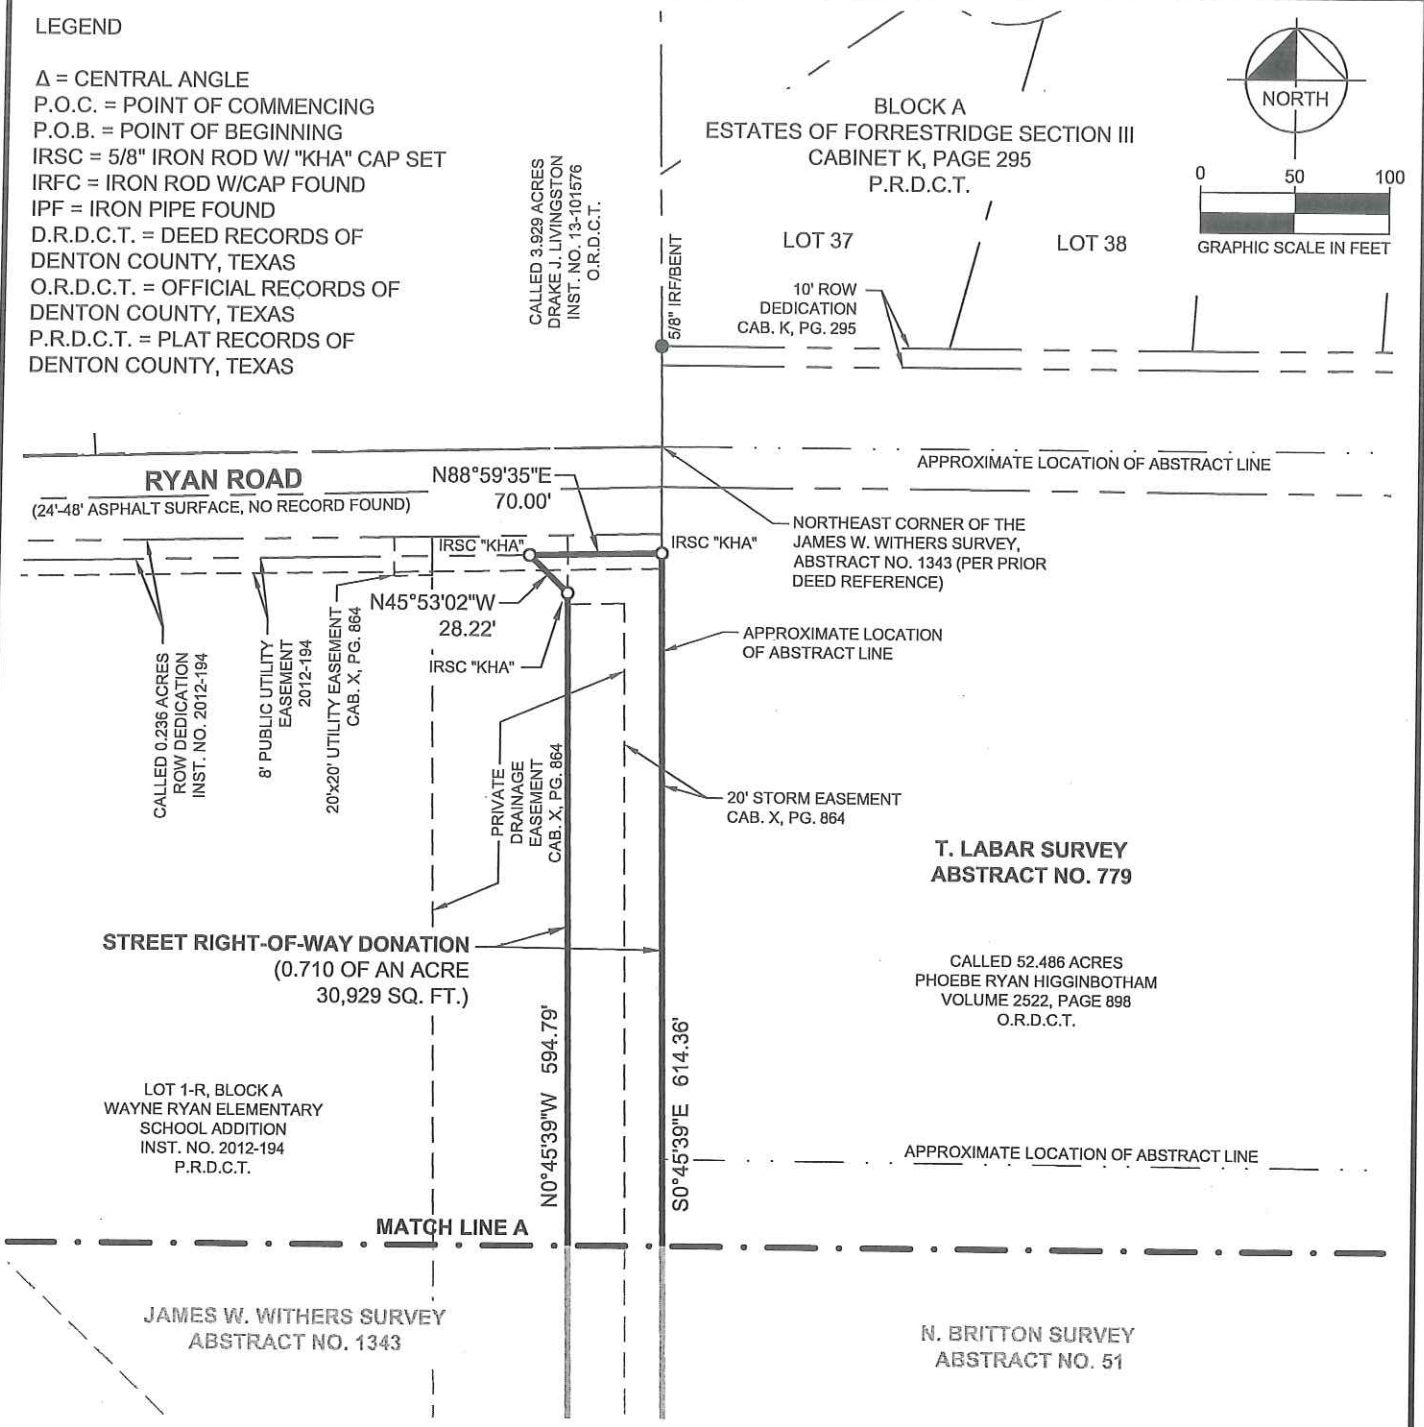 LEGEND
Δ = CENTRAL ANGLE
P.O.C. = POINT OF COMMENCING
P.O.B. = POINT OF BEGINNING
IRSC = 5/8" IRON ROD W/ "KHA" CAP SET
IRFC = IRON ROD W/CAP FOUND
IPF = IRON PIPE FOUND
D.R.D.C.T. = DEED RECORDS OF
DENTON COUNTY, TEXAS
O.R.D.C.T. = OFFICIAL RECORDS OF
DENTON COUNTY, TEXAS
P.R.D.C.T. = PLAT RECORDS OF
DENTON COUNTY, TEXAS
CALLED 3.929 ACRES
DRAKE J. LIVINGSTON
INST. NO. 13-101576
O.R.D.C.T.
BLOCK A
ESTATES OF FORRESTRIDGE SECTION III
CABINET K, PAGE 295
P.R.D.C.T.
NORTH
0 50 100
GRAPHIC SCALE IN FEET
LOT 37
LOT 38
5/8" IRF/BENT
10' ROW
DEDICATION
CAB. K, PG. 295
RYAN ROAD
(24'-48' ASPHALT SURFACE, NO RECORD FOUND)
N88°59'35"E
70.00'
APPROXIMATE LOCATION OF ABSTRACT LINE
IRSC "KHA"
IRSC "KHA"
NORTHEAST CORNER OF THE
JAMES W. WITHERS SURVEY,
ABSTRACT NO. 1343 (PER PRIOR
DEED REFERENCE)
N45°53'02"W
28.22'
IRSC "KHA"
APPROXIMATE LOCATION
OF ABSTRACT LINE
CALLED 0.236 ACRES
ROW DEDICATION
INST. NO. 2012-194
8' PUBLIC UTILITY
EASEMENT
2012-194
20'x20' UTILITY EASEMENT
CAB. X, PG. 864
PRIVATE
DRAINAGE
EASEMENT
CAB. X, PG. 864
20' STORM EASEMENT
CAB. X, PG. 864
T. LABAR SURVEY
ABSTRACT NO. 779
STREET RIGHT-OF-WAY DONATION
(0.710 OF AN ACRE
30,929 SQ. FT.)
CALLED 52.486 ACRES
PHOEBE RYAN HIGGINBOTHAM
VOLUME 2522, PAGE 898
O.R.D.C.T.
N0°45'39"W 594.79'
S0°45'39"E 614.36'
LOT 1-R, BLOCK A
WAYNE RYAN ELEMENTARY
SCHOOL ADDITION
INST. NO. 2012-194
P.R.D.C.T.
APPROXIMATE LOCATION OF ABSTRACT LINE
MATCH LINE A
JAMES W. WITHERS SURVEY
ABSTRACT NO. 1343
N. BRITTON SURVEY
ABSTRACT NO. 51